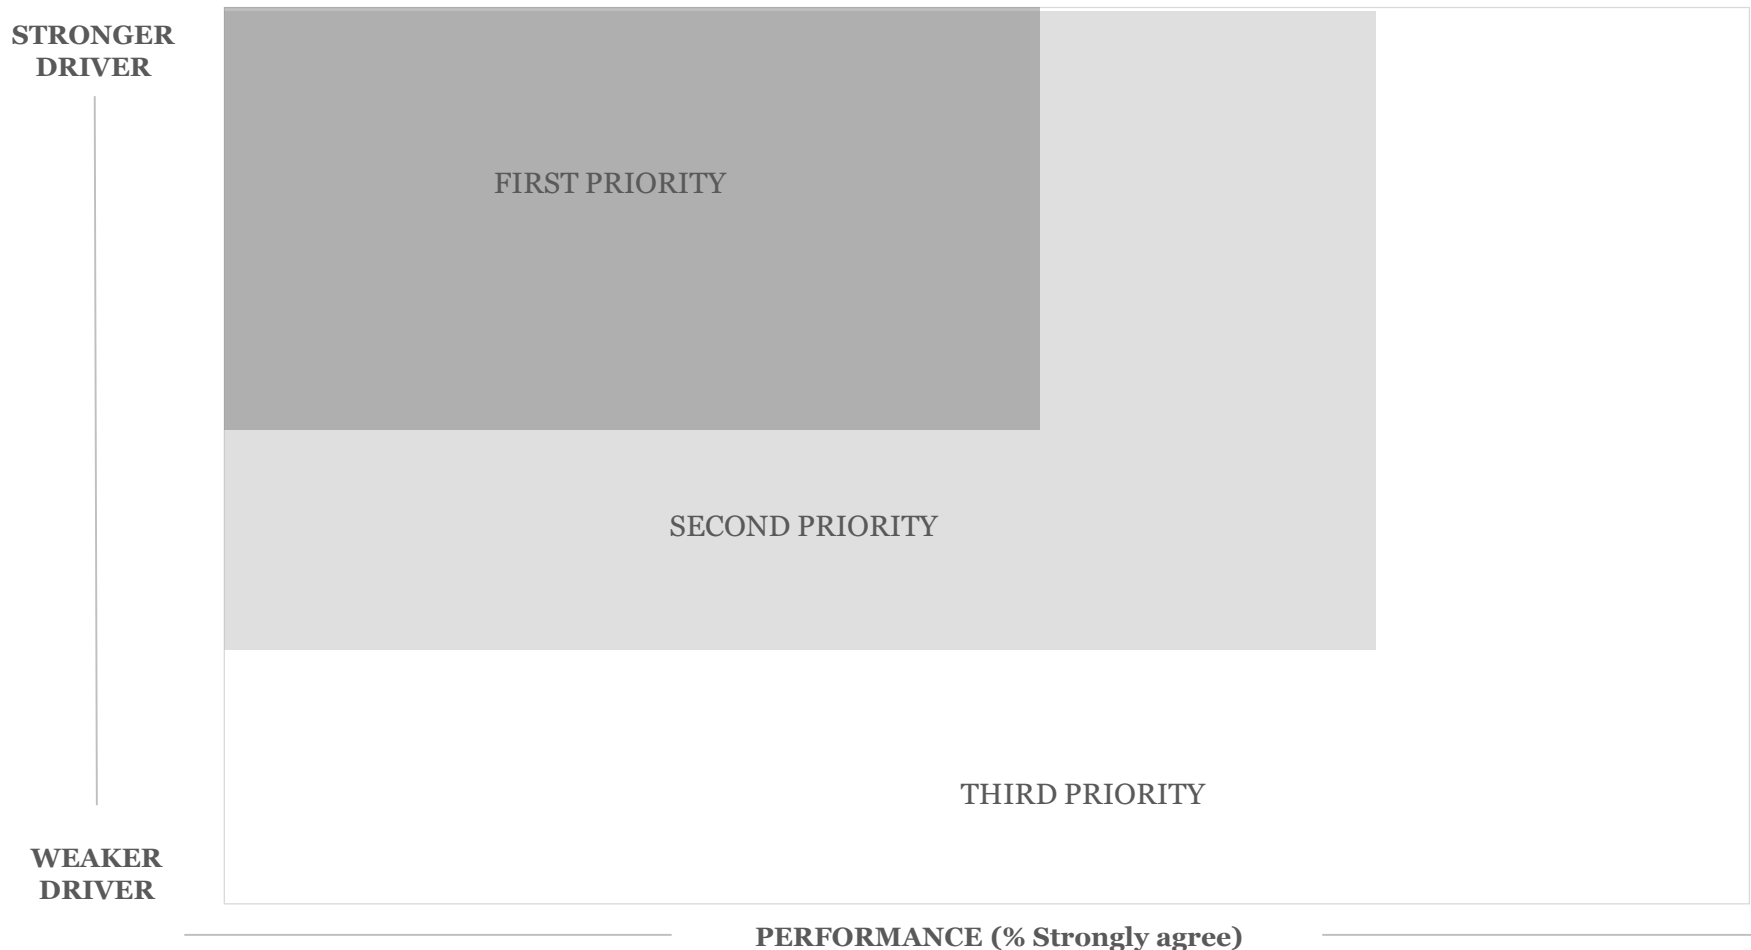 STRONGER
DRIVER
FIRST PRIORITY
SECOND PRIORITY
THIRD PRIORITY
WEAKER
DRIVER
PERFORMANCE (% Strongly agree)